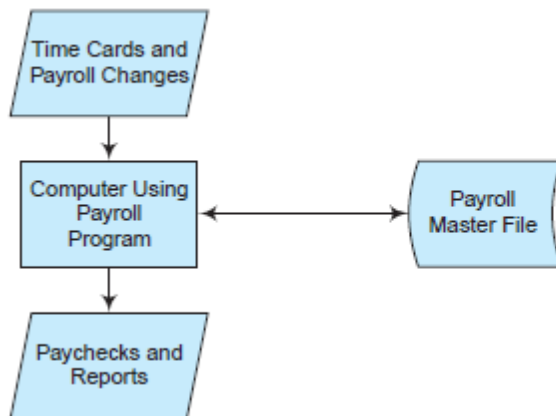 Time Cards and
Payroll Changes
Computer Using
Payroll
Program
Payroll
Master File
Paychecks and
Reports